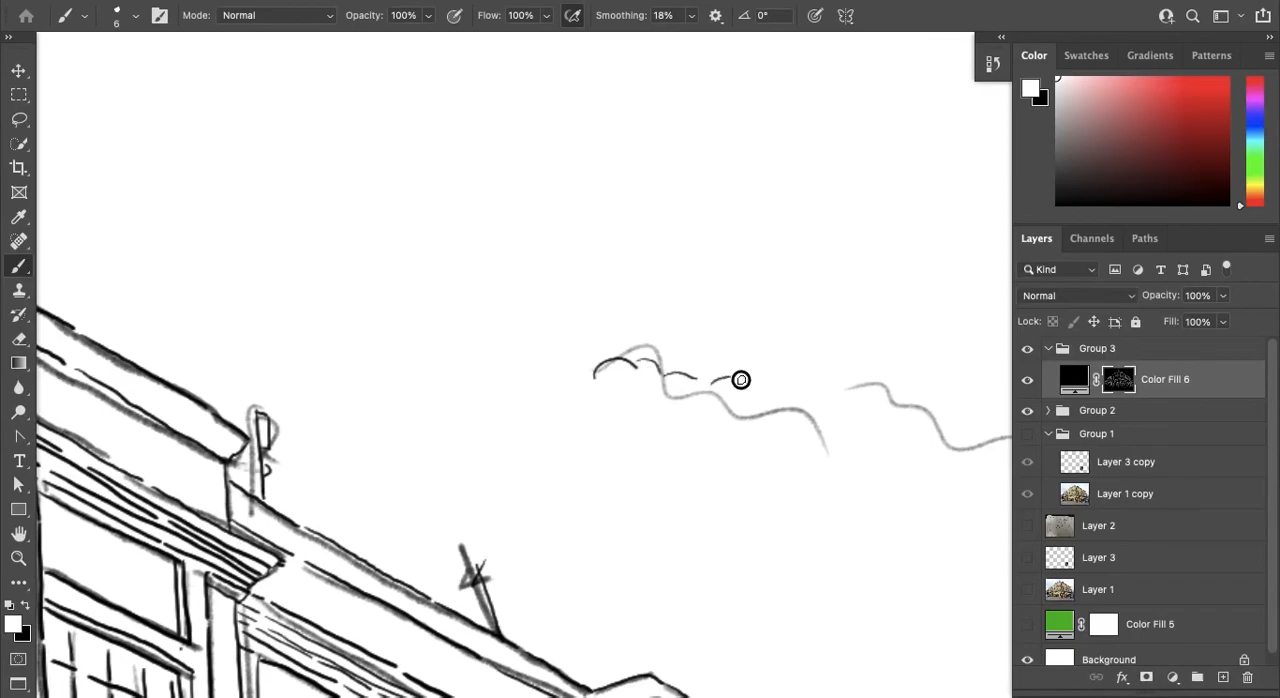 6 Mode: Normal Opacity: 100% Flow: 100% Smoothing: 18% 0°
Color Swatches Gradients Patterns
Layers Channels Paths
Kind
Normal Opacity: 100%
Lock: Fill: 100%
Group 3
Color Fill 6
Group 2
Group 1
Layer 3 copy
Layer 1 copy
Layer 2
Layer 3
Layer 1
Color Fill 5
Background
fx